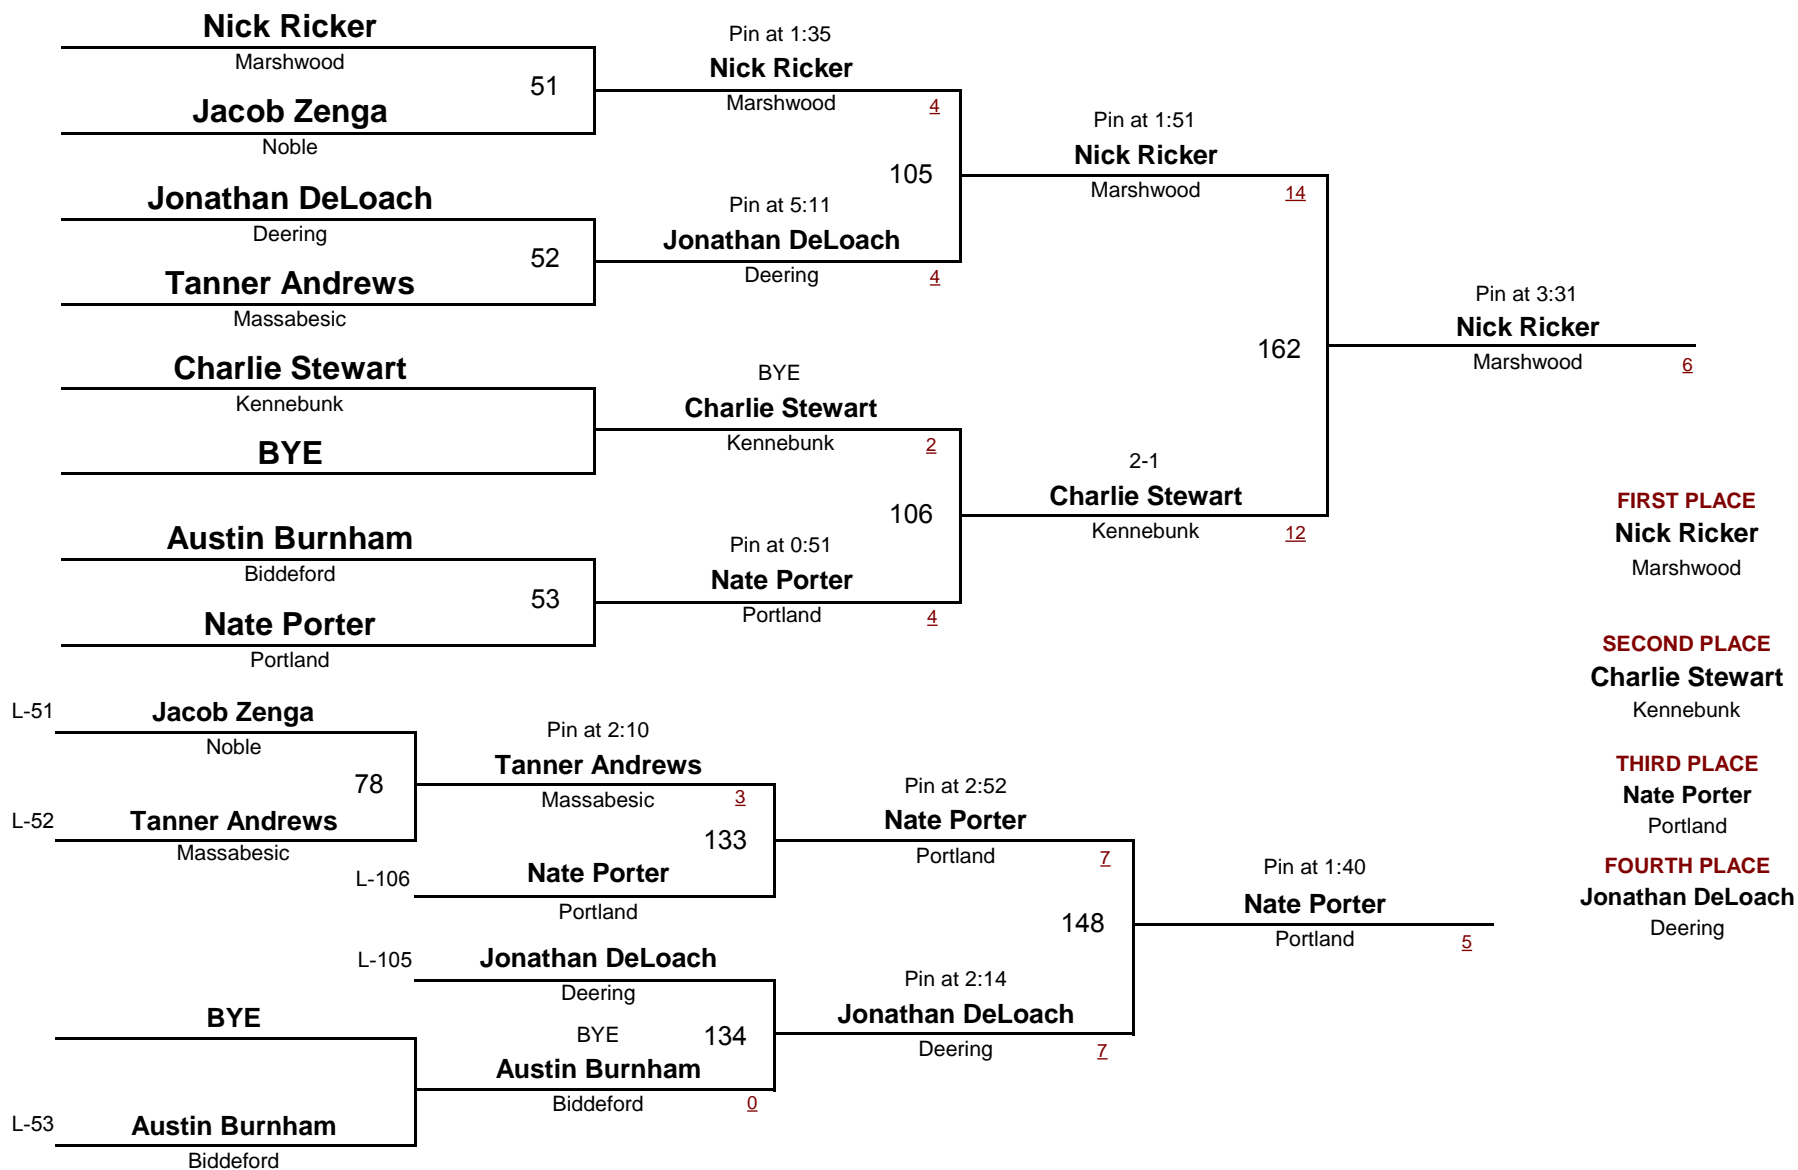 Nick Ricker
Marshwood
51
Jacob Zenga
Noble
Jonathan DeLoach
Deering
52
Tanner Andrews
Massabesic
Charlie Stewart
Kennebunk
BYE
Austin Burnham
Biddeford
53
Nate Porter
Portland
Pin at 1:35
Nick Ricker
Marshwood
4
105
Pin at 5:11
Jonathan DeLoach
Deering
4
BYE
Charlie Stewart
Kennebunk
2
106
Pin at 0:51
Nate Porter
Portland
4
Pin at 1:51
Nick Ricker
Marshwood
14
162
2-1
Charlie Stewart
Kennebunk
12
Pin at 3:31
Nick Ricker
Marshwood
6
FIRST PLACE
Nick Ricker
Marshwood
SECOND PLACE
Charlie Stewart
Kennebunk
THIRD PLACE
Nate Porter
Portland
FOURTH PLACE
Jonathan DeLoach
Deering
L-51
Jacob Zenga
Noble
78
L-52
Tanner Andrews
Massabesic
BYE
L-53
Austin Burnham
Biddeford
Pin at 2:10
Tanner Andrews
Massabesic
3
133
L-106
Nate Porter
Portland
L-105
Jonathan DeLoach
Deering
BYE
134
Austin Burnham
Biddeford
0
Pin at 2:52
Nate Porter
Portland
7
148
Pin at 2:14
Jonathan DeLoach
Deering
7
Pin at 1:40
Nate Porter
Portland
5